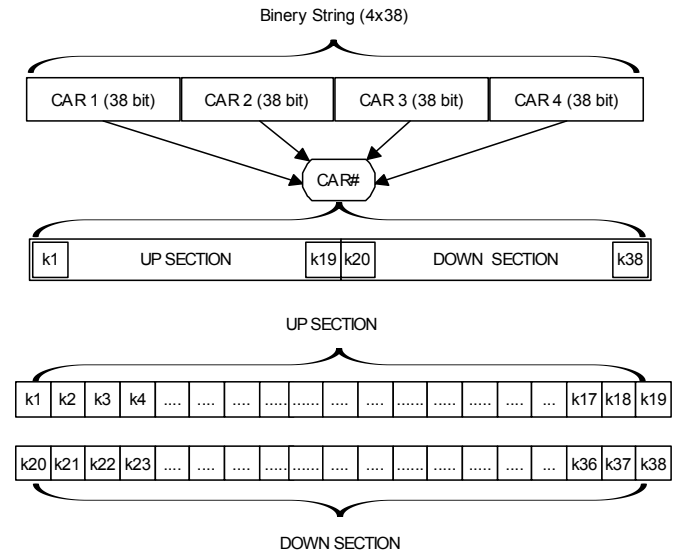 Binery String (4x38)
CAR 1 (38 bit) CAR 2 (38 bit) CAR 3 (38 bit) CAR 4 (38 bit)
CAR#
k1 UP SECTION k19 k20 DOWN SECTION k38
UP SECTION
k1 k2 k3 k4 .... .... .... ..... ...... .... .... ...... ..... .... .... ... k17 k18 k19
k20 k21 k22 k23 .... .... .... ..... ...... .... .... ...... ..... .... .... ... k36 k37 k38
DOWN SECTION